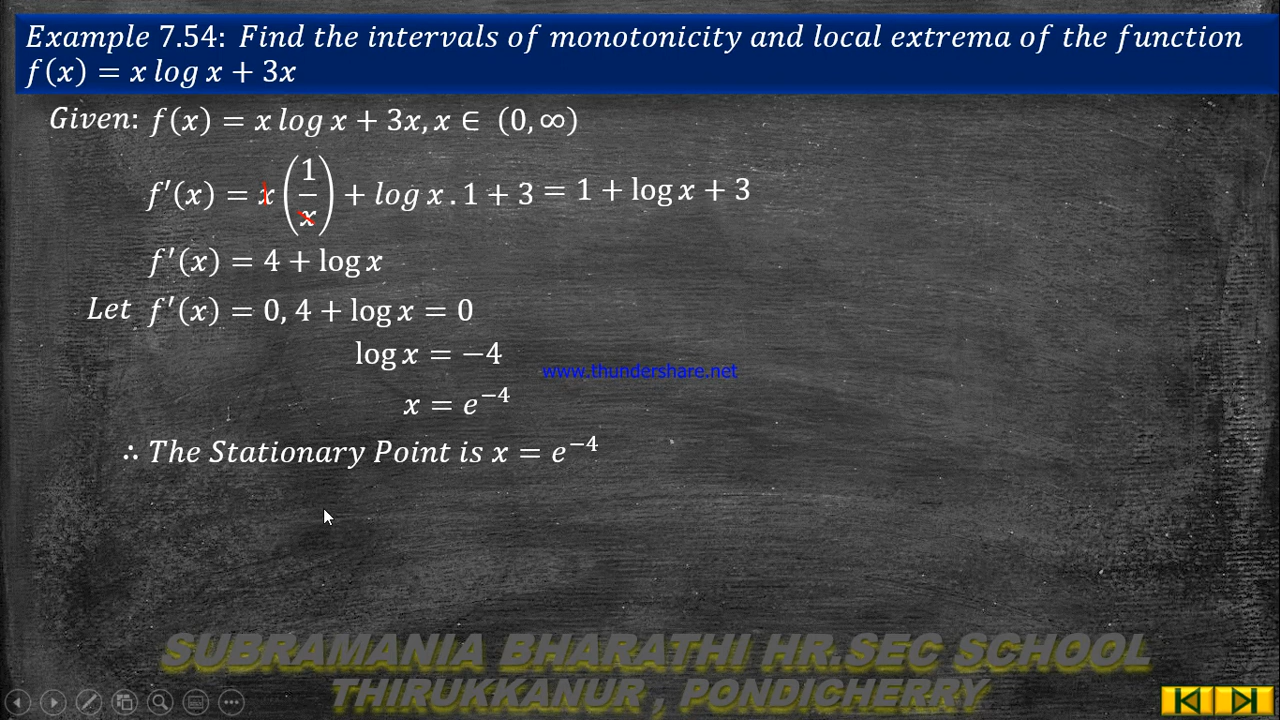 Example 7.54: Find the intervals of monotonicity and local extrema of the function
f(x) = x log x + 3x
Given: f(x) = x log x + 3x, x ∈ (0, ∞)
f′(x) = x (1/x) + log x . 1 + 3 = 1 + log x + 3
f′(x) = 4 + log x
Let f′(x) = 0, 4 + log x = 0
log x = −4
www.thundershare.net
x = e⁻⁴
∴ The Stationary Point is x = e⁻⁴
SUBRAMANIA BHARATHI HR.SEC SCHOOL
THIRUKKANUR , PONDICHERRY